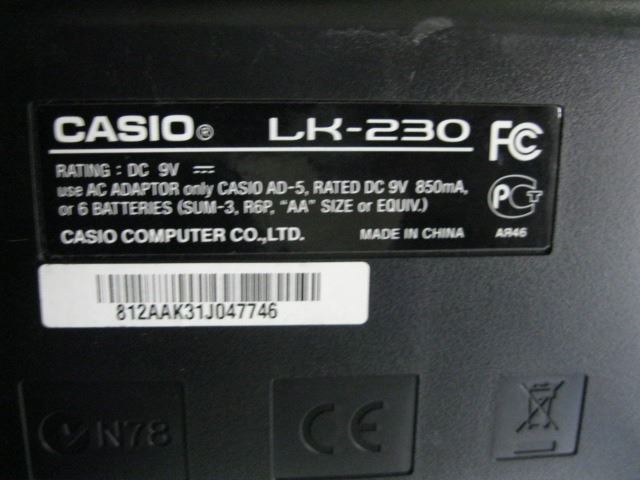 CASIO® LK-230
FC
RATING : DC 9V ⎓
use AC ADAPTOR only CASIO AD-5, RATED DC 9V 850mA,
or 6 BATTERIES (SUM-3, R6P, "AA" SIZE or EQUIV.)
CASIO COMPUTER CO.,LTD. MADE IN CHINA AЯ46
812AAK31J047746
N78 CE